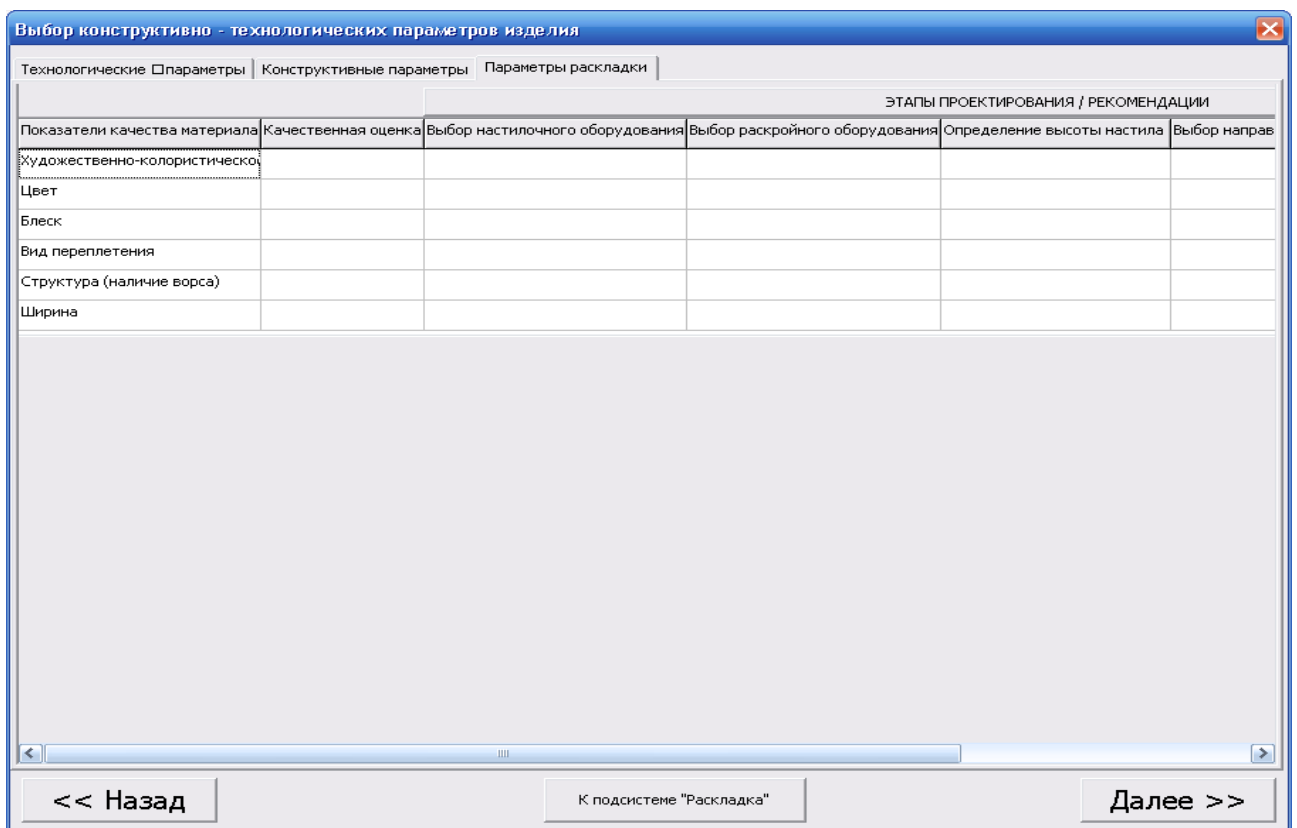 Выбор конструктивно - технологических параметров изделия
Технологические □параметры Конструктивные параметры Параметры раскладки
ЭТАПЫ ПРОЕКТИРОВАНИЯ / РЕКОМЕНДАЦИИ
Показатели качества материала Качественная оценка Выбор настилочного оборудования Выбор раскройного оборудования Определение высоты настила Выбор направ
Художественно-колористическо
Цвет
Блеск
Вид переплетения
Структура (наличие ворса)
Ширина
<< Назад К подсистеме "Раскладка" Далее >>